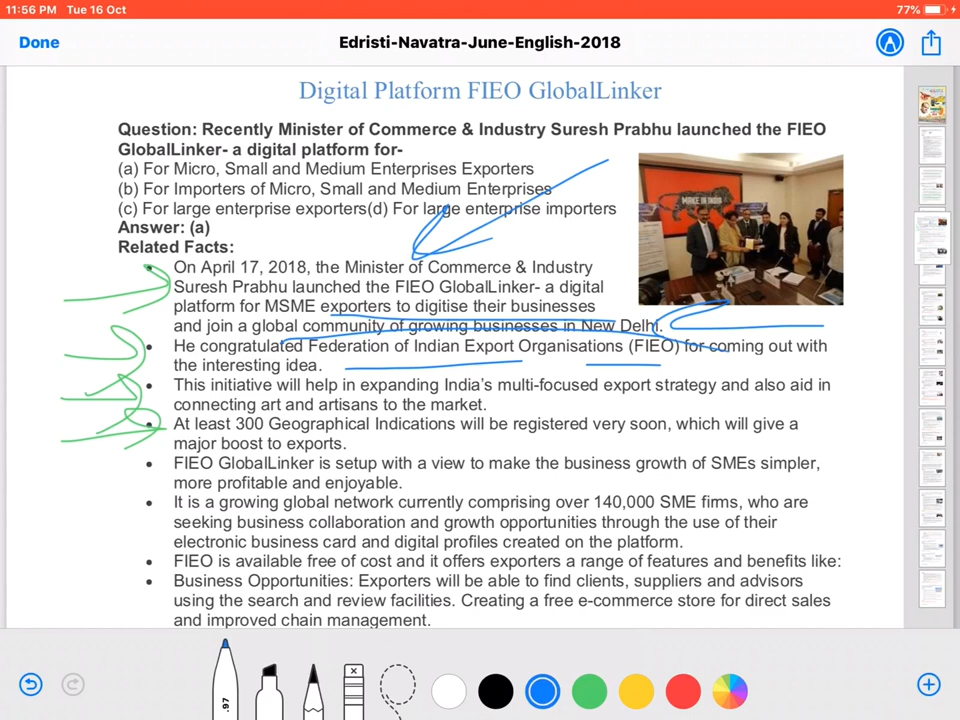 11:56 PM Tue 16 Oct 77%
Done Edristi-Navatra-June-English-2018
Digital Platform FIEO GlobalLinker
Question: Recently Minister of Commerce & Industry Suresh Prabhu launched the FIEO
GlobalLinker- a digital platform for-
(a) For Micro, Small and Medium Enterprises Exporters
(b) For Importers of Micro, Small and Medium Enterprises
(c) For large enterprise exporters(d) For large enterprise importers
Answer: (a)
Related Facts:
MAKE IN INDIA
• On April 17, 2018, the Minister of Commerce & Industry
Suresh Prabhu launched the FIEO GlobalLinker- a digital
platform for MSME exporters to digitise their businesses
and join a global community of growing businesses in New Delhi.
• He congratulated Federation of Indian Export Organisations (FIEO) for coming out with
the interesting idea.
• This initiative will help in expanding India's multi-focused export strategy and also aid in
connecting art and artisans to the market.
• At least 300 Geographical Indications will be registered very soon, which will give a
major boost to exports.
• FIEO GlobalLinker is setup with a view to make the business growth of SMEs simpler,
more profitable and enjoyable.
• It is a growing global network currently comprising over 140,000 SME firms, who are
seeking business collaboration and growth opportunities through the use of their
electronic business card and digital profiles created on the platform.
• FIEO is available free of cost and it offers exporters a range of features and benefits like:
• Business Opportunities: Exporters will be able to find clients, suppliers and advisors
using the search and review facilities. Creating a free e-commerce store for direct sales
and improved chain management.
.97